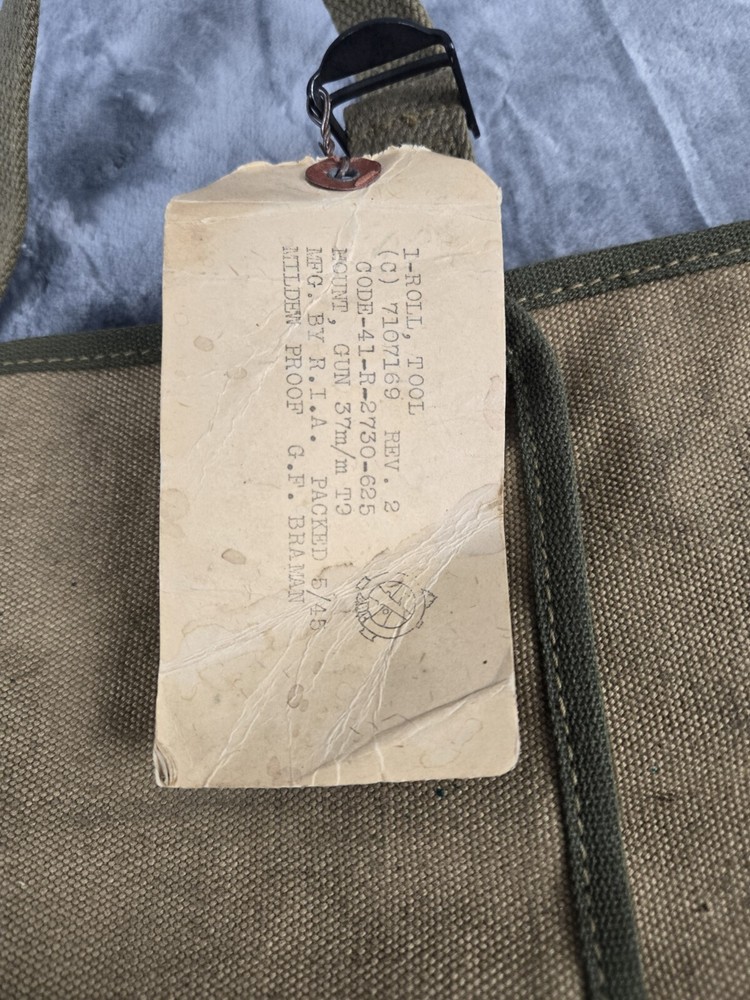 1-ROLL, TOOL
(C) 7107169 REV. 2
CODE-41-R-2730-625
MOUNT, GUN 37m/m T9
MFG. BY R.I.A. PACKED 5/45
MILDEW PROOF G.F. BRAMAN